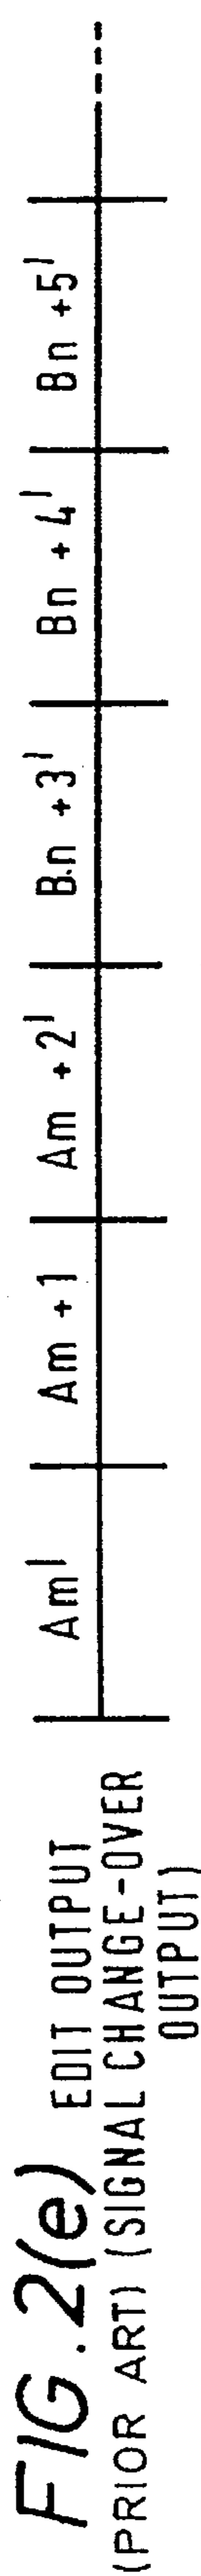 FIG. 2(e) EDIT OUTPUT
(PRIOR ART) (SIGNAL CHANGE-OVER
OUTPUT)
Am' Am +1 Am +2' Bn +3' Bn +4' Bn +5'